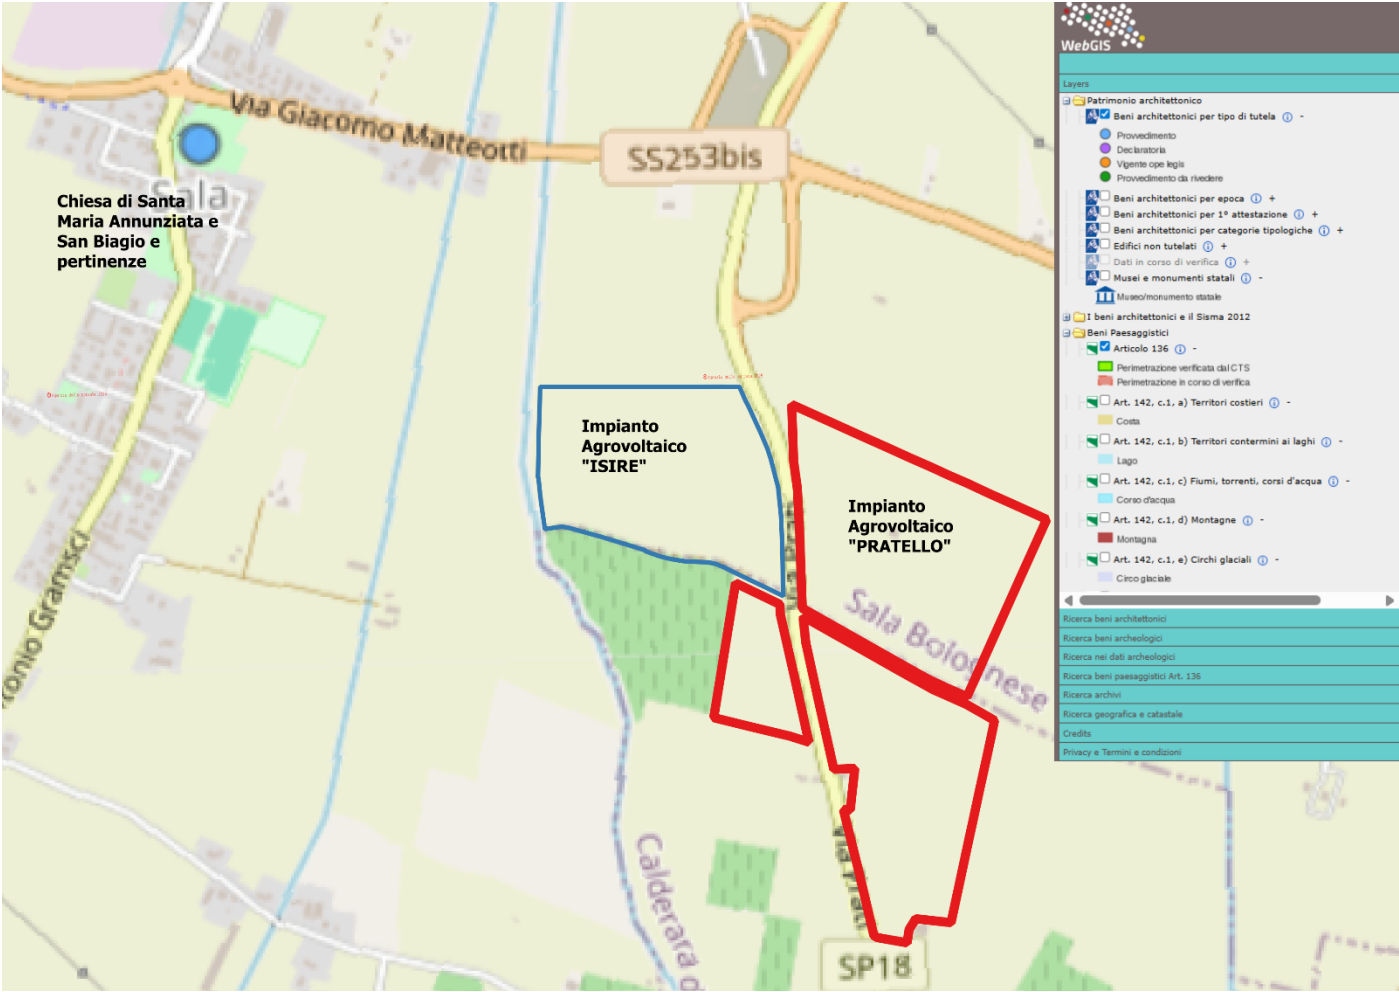 Via Giacomo Matteotti
SS253bis
Sala
Chiesa di Santa
Maria Annunziata e
San Biagio e
pertinenze
Impianto
Agrovoltaico
"ISIRE"
Impianto
Agrovoltaico
"PRATELLO"
Sala Bolognese
onio Gramsci
Calderara d
SP18
WebGIS
Layers
Patrimonio architettonico
Beni architettonici per tipo di tutela -
Provvedimento
Declaratoria
Vigente ope legis
Provvedimento da rivedere
Beni architettonici per epoca +
Beni architettonici per 1° attestazione +
Beni architettonici per categorie tipologiche +
Edifici non tutelati +
Dati in corso di verifica +
Musei e monumenti statali -
Museo/monumento statale
I beni architettonici e il Sisma 2012
Beni Paesaggistici
Articolo 136 -
Perimetrazione verificata dal CTS
Perimetrazione in corso di verifica
Art. 142, c.1, a) Territori costieri -
Costa
Art. 142, c.1, b) Territori contermini ai laghi -
Lago
Art. 142, c.1, c) Fiumi, torrenti, corsi d'acqua -
Corso d'acqua
Art. 142, c.1, d) Montagne -
Montagna
Art. 142, c.1, e) Circhi glaciali -
Circo glaciale
Ricerca beni architettonici
Ricerca beni archeologici
Ricerca nei dati archeologici
Ricerca beni paesaggistici Art. 136
Ricerca archivi
Ricerca geografica e catastale
Credits
Privacy e Termini e condizioni